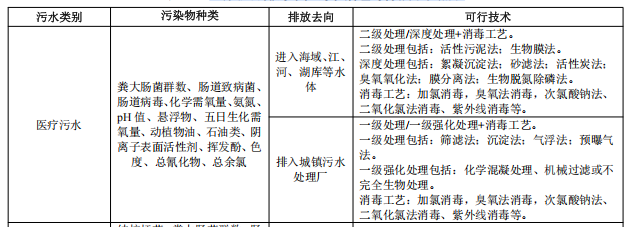 污水类别
污染物种类
排放去向
可行技术
医疗污水
粪大肠菌群数、肠道致病菌、
肠道病毒、化学需氧量、氨氮、
pH 值、悬浮物、五日生化需
氧量、动植物油、石油类、阴
离子表面活性剂、挥发酚、色
度、总氰化物、总余氯
进入海域、江、
河、湖库等水
体
二级处理/深度处理+消毒工艺。
二级处理包括：活性污泥法；生物膜法。
深度处理包括：絮凝沉淀法；砂滤法；活性炭法；
臭氧氧化法；膜分离法；生物脱氮除磷法。
消毒工艺：加氯消毒，臭氧法消毒，次氯酸钠法、
二氧化氯法消毒、紫外线消毒等。
排入城镇污水
处理厂
一级处理/一级强化处理+消毒工艺。
一级处理包括：筛滤法；沉淀法；气浮法；预曝气
法。
一级强化处理包括：化学混凝处理、机械过滤或不
完全生物处理。
消毒工艺：加氯消毒，臭氧法消毒，次氯酸钠法、
二氧化氯法消毒、紫外线消毒等。